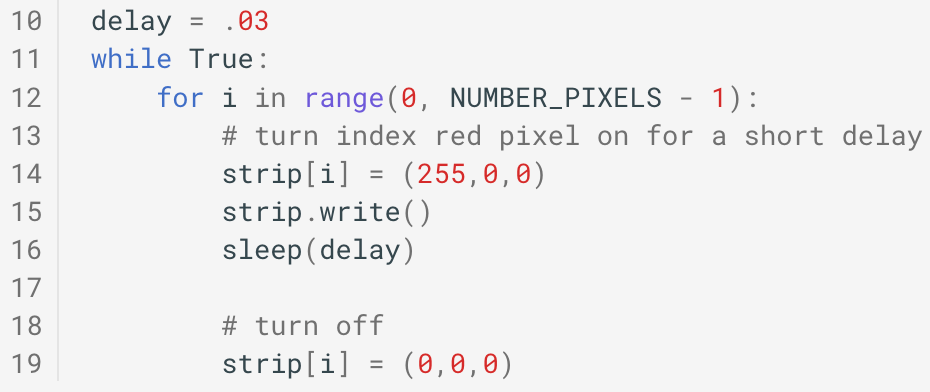 10 delay = .03
11 while True:
12     for i in range(0, NUMBER_PIXELS - 1):
13         # turn index red pixel on for a short delay
14         strip[i] = (255,0,0)
15         strip.write()
16         sleep(delay)
17
18         # turn off
19         strip[i] = (0,0,0)